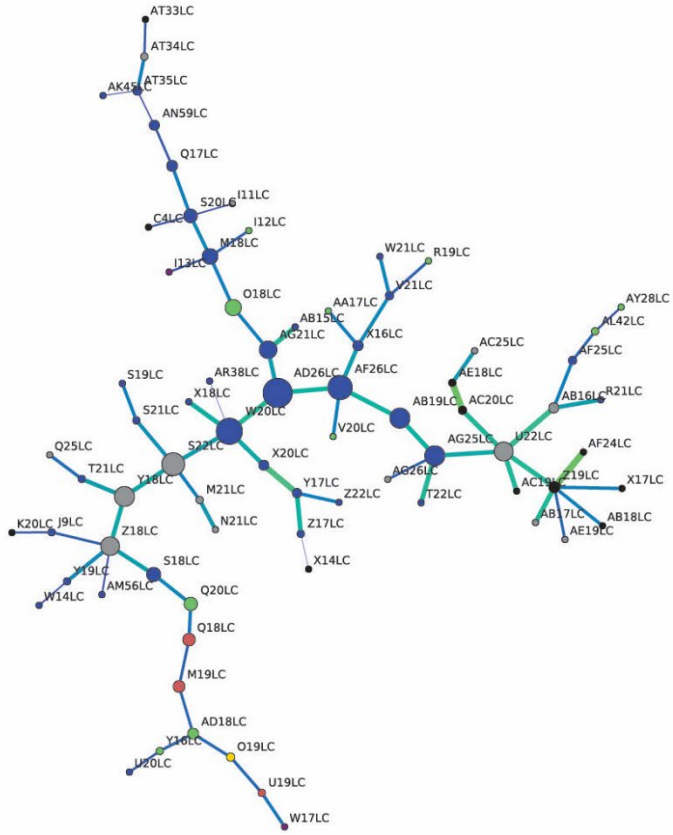 AT33LC
AT34LC
AT35LC
AK45LC
AN59LC
Q17LC
S20LC
I11LC
C4LC
I12LC
M18LC
I13LC
W21LC
R19LC
V21LC
O18LC
AY28LC
AA17LC
AL42LC
AB15LC
AG21LC
X16LC
AC25LC
AF25LC
AR38LC
AD26LC
AF26LC
AE18LC
S19LC
X18LC
R21LC
AB16LC
W20LC
AB19LC
AC20LC
S21LC
V20LC
S22LC
AG25LC
U22LC
AF24LC
Q25LC
X20LC
T21LC
AG26LC
Y18LC
M21LC
Y17LC
Z22LC
T22LC
AC19LC
Z19LC
X17LC
K20LC
J9LC
Z18LC
N21LC
Z17LC
AB17LC
AB18LC
AE19LC
S18LC
X14LC
Y19LC
AM56LC
W14LC
Q20LC
Q18LC
M19LC
AD18LC
Y16LC
O19LC
U20LC
U19LC
W17LC